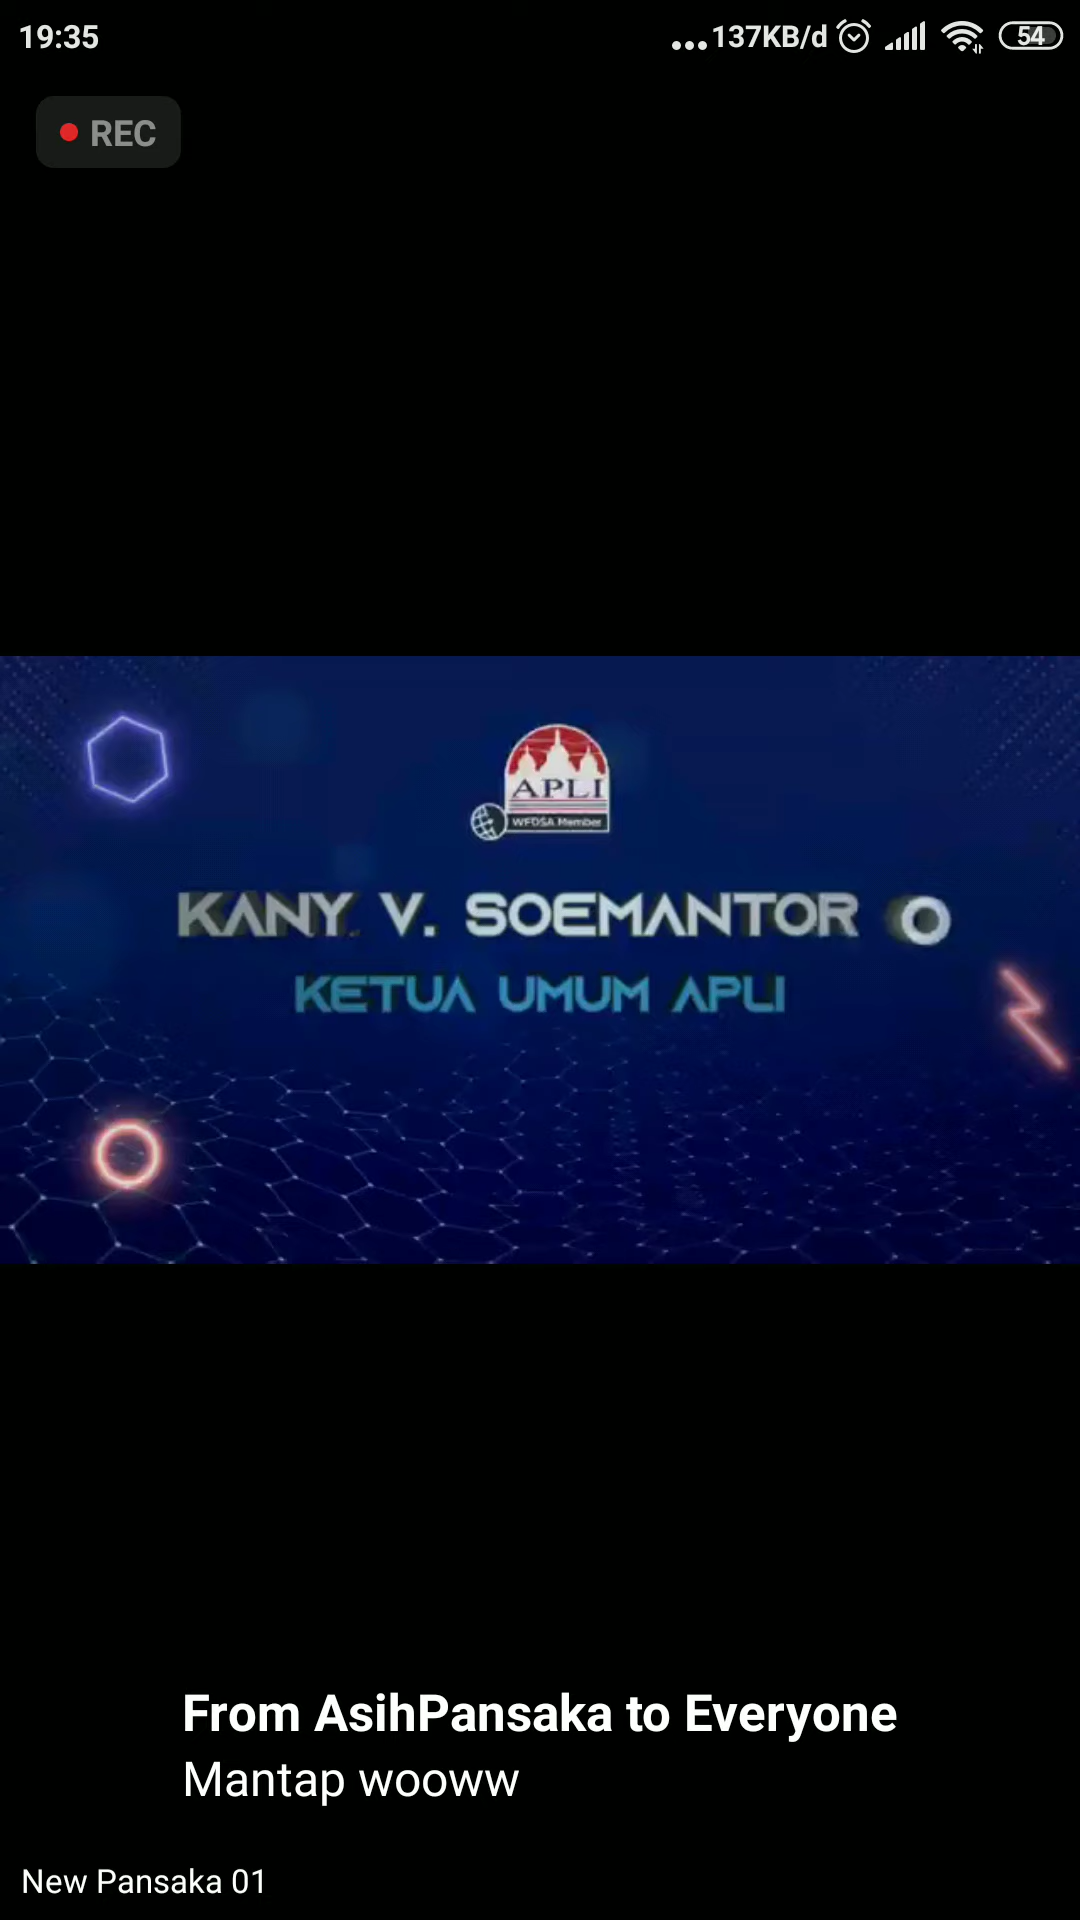 19:35
...137KB/d
54
REC
APLI
WFDSA Member
KANY V. SOEMANTOR O
KETUA UMUM APLI
From AsihPansaka to Everyone
Mantap wooww
New Pansaka 01